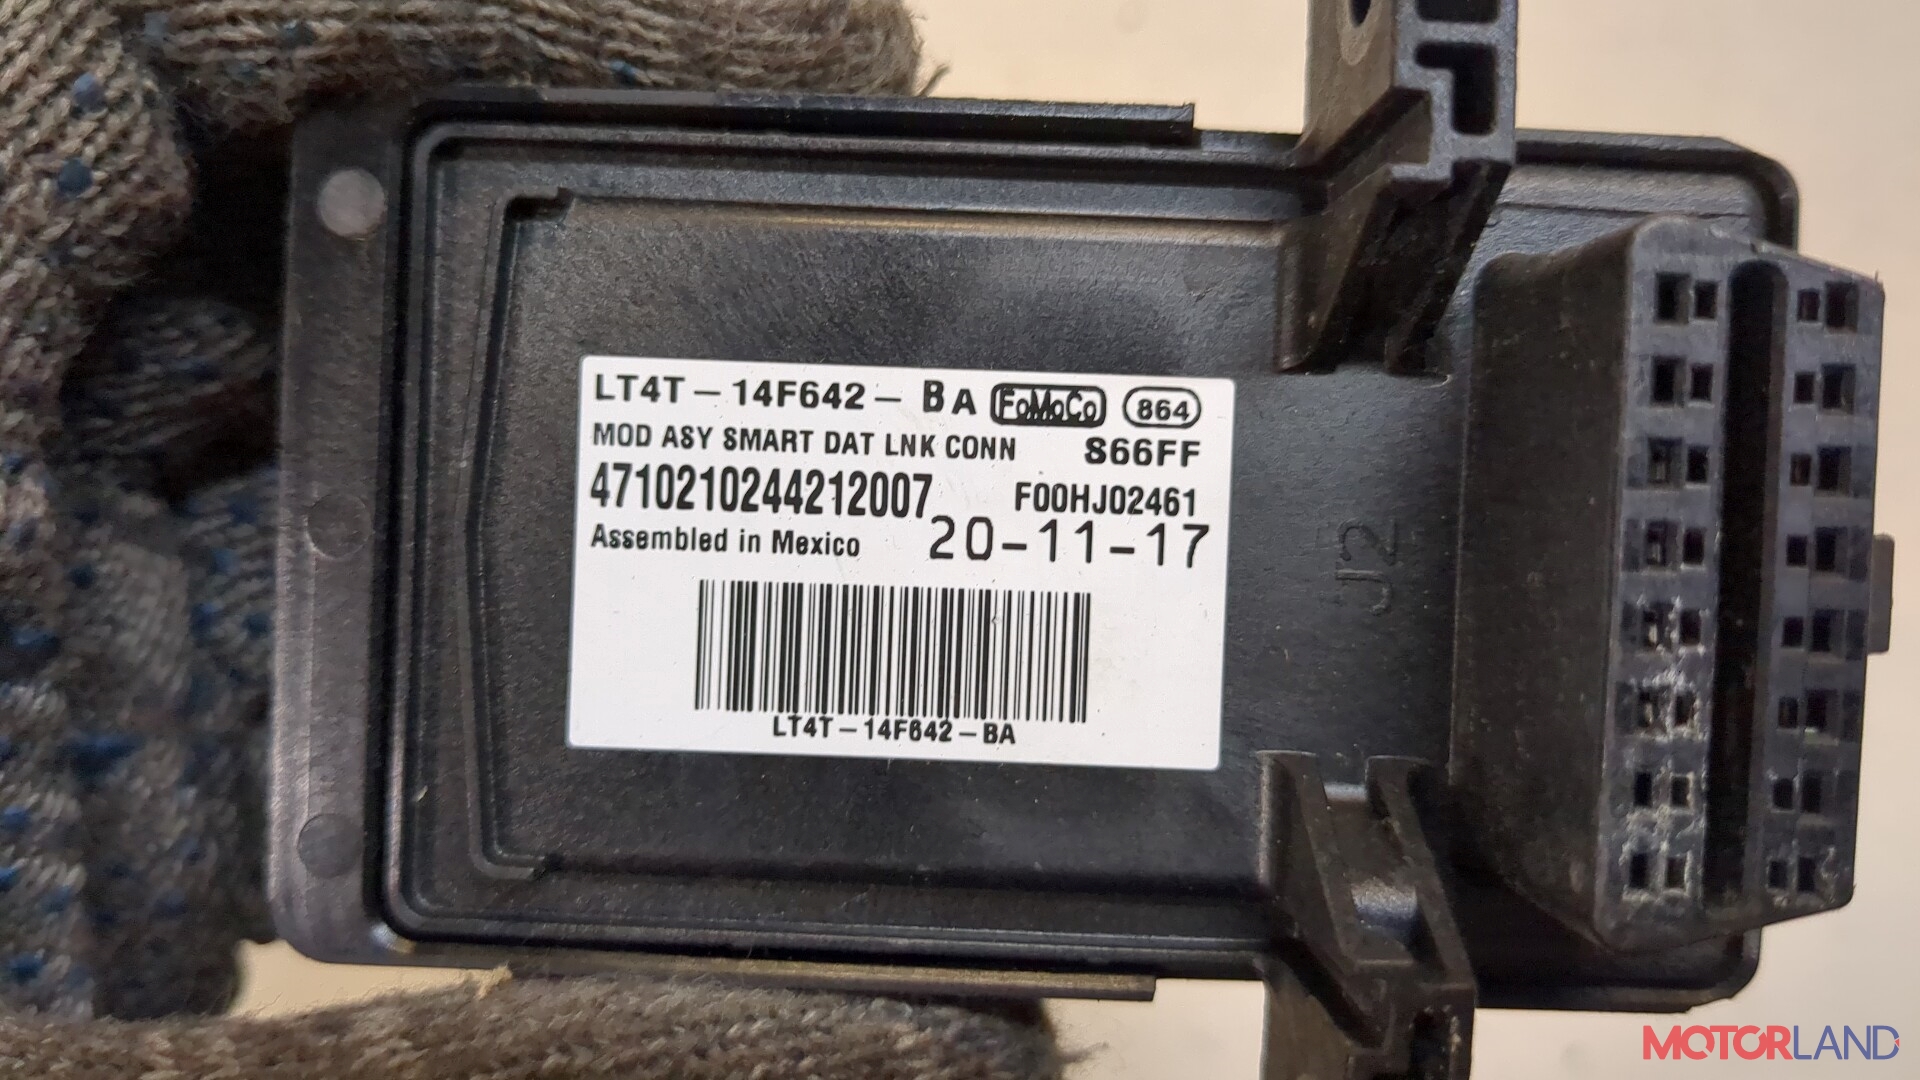 LT4T-14F642- BA FoMoCo 864
MOD ASY SMART DAT LNK CONN S66FF
4710210244212007 F00HJ02461
Assembled in Mexico 20-11-17
LT4T-14F642-BA
J2
MOTORLAND